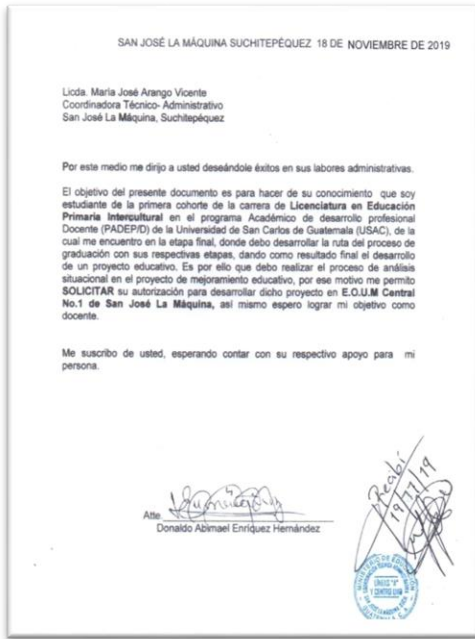 SAN JOSÉ LA MÁQUINA SUCHITEPÉQUEZ 18 DE NOVIEMBRE DE 2019
Licda. María José Arango Vicente
Coordinadora Técnico- Administrativo
San José La Máquina, Suchitepéquez
Por este medio me dirijo a usted deseándole éxitos en sus labores administrativas.
El objetivo del presente documento es para hacer de su conocimiento que soy
estudiante de la primera cohorte de la carrera de Licenciatura en Educación
Primaria Intercultural en el programa Académico de desarrollo profesional
Docente (PADEP/D) de la Universidad de San Carlos de Guatemala (USAC), de la
cual me encuentro en la etapa final, donde debo desarrollar la ruta del proceso de
graduación con sus respectivas etapas, dando como resultado final el desarrollo
de un proyecto educativo. Es por ello que debo realizar el proceso de análisis
situacional en el proyecto de mejoramiento educativo, por ese motivo me permito
SOLICITAR su autorización para desarrollar dicho proyecto en E.O.U.M Central
No.1 de San José La Máquina, así mismo espero lograr mi objetivo como
docente.
Me suscribo de usted, esperando contar con su respectivo apoyo para mi
persona.
Atte.
Donaldo Abimael Enríquez Hernández
Recibí
19/11/19
MINISTERIO DE EDUCACIÓN